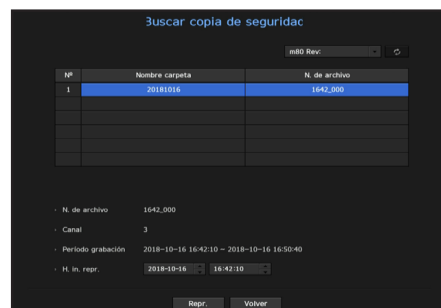 Buscar copia de seguridad
m80 Rev:
Nº Nombre carpeta N. de archivo
1 20181016 1642_000
· N. de archivo 1642_000
· Canal 3
· Período grabación 2018-10-16 16:42:10 ~ 2018-10-16 16:50:40
· H. in. repr. 2018-10-16 16:42:10
Repr. Volver